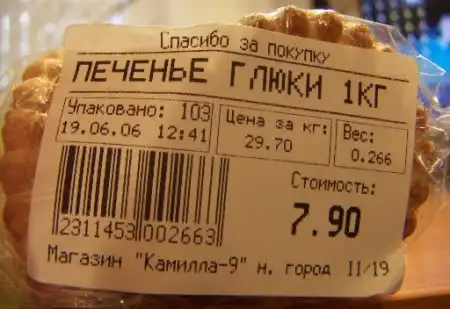 Спасибо за покупку
ПЕЧЕНЬЕ ГЛЮКИ 1КГ
Упаковано: 103
19.06.06 12:41
Цена за кг:
29.70
Вес:
0.266
Стоимость:
7.90
2311453 002663
Магазин "Камилла-9" н. город 11/19